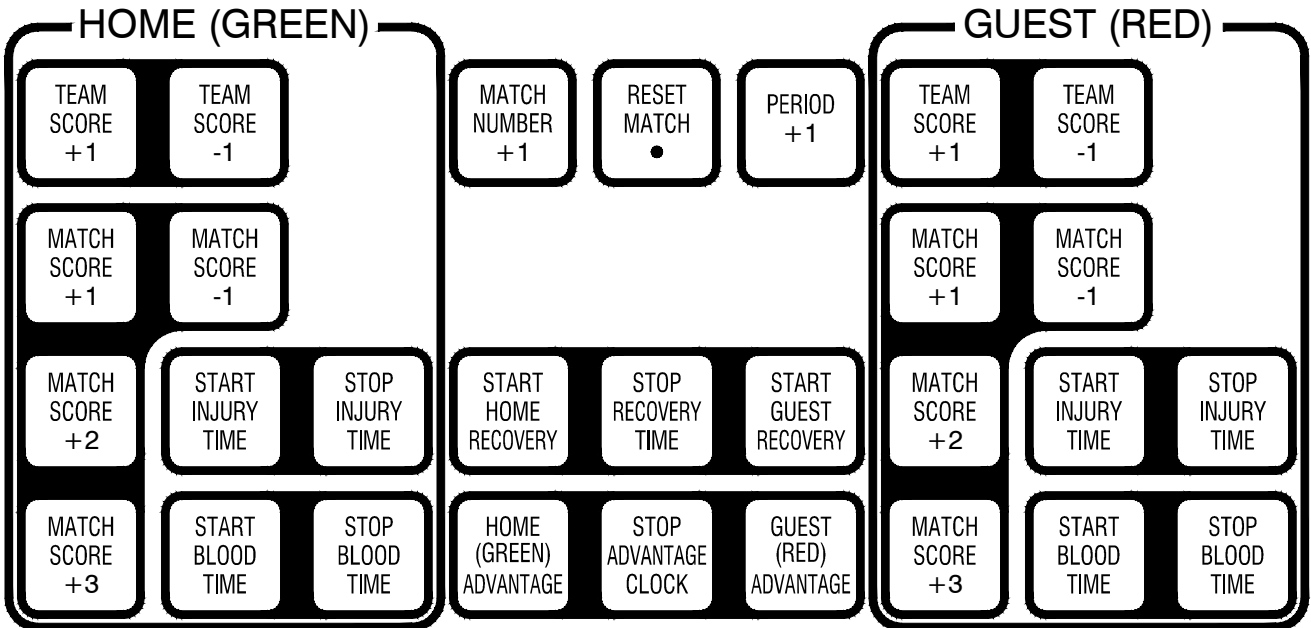 HOME (GREEN)
GUEST (RED)
TEAM
SCORE
+1
TEAM
SCORE
-1
MATCH
NUMBER
+1
RESET
MATCH
●
PERIOD
+1
TEAM
SCORE
+1
TEAM
SCORE
-1
MATCH
SCORE
+1
MATCH
SCORE
-1
MATCH
SCORE
+1
MATCH
SCORE
-1
MATCH
SCORE
+2
START
INJURY
TIME
STOP
INJURY
TIME
START
HOME
RECOVERY
STOP
RECOVERY
TIME
START
GUEST
RECOVERY
MATCH
SCORE
+2
START
INJURY
TIME
STOP
INJURY
TIME
MATCH
SCORE
+3
START
BLOOD
TIME
STOP
BLOOD
TIME
HOME
(GREEN)
ADVANTAGE
STOP
ADVANTAGE
CLOCK
GUEST
(RED)
ADVANTAGE
MATCH
SCORE
+3
START
BLOOD
TIME
STOP
BLOOD
TIME